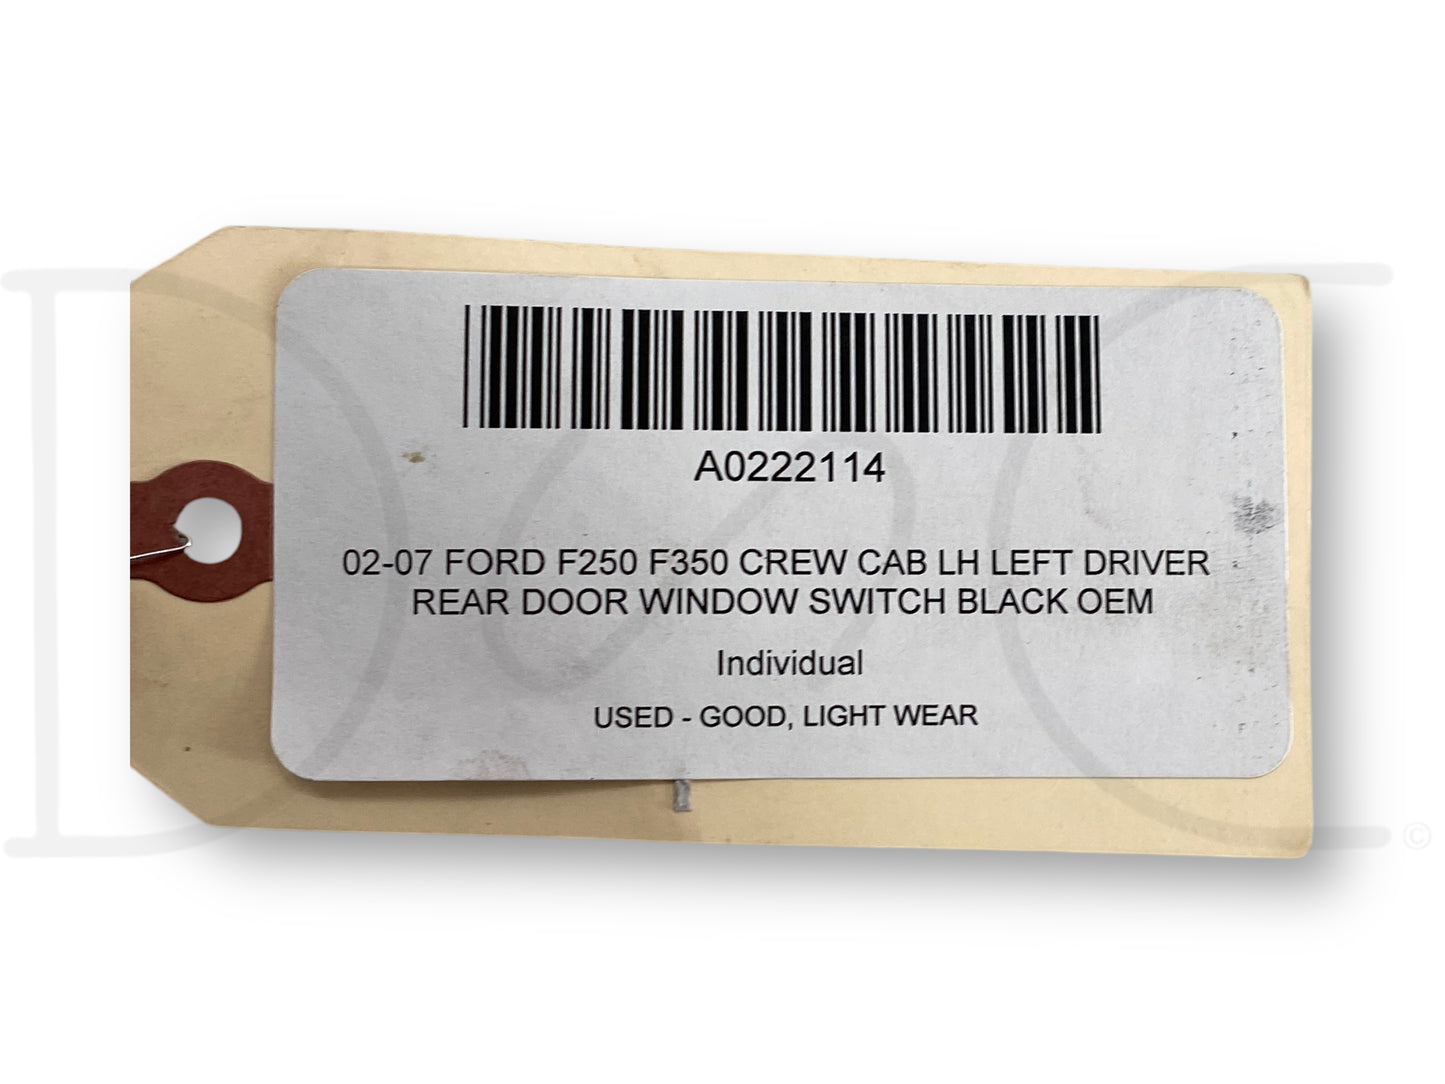 A0222114
02-07 FORD F250 F350 CREW CAB LH LEFT DRIVER
REAR DOOR WINDOW SWITCH BLACK OEM
Individual
USED - GOOD, LIGHT WEAR
DC
©